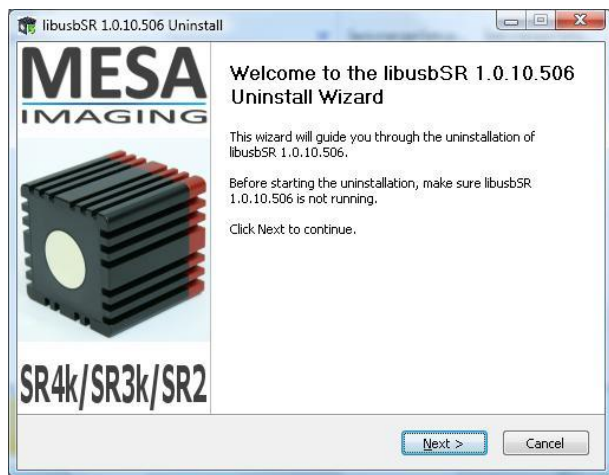 libusbSR 1.0.10.506 Uninstall
MESA
IMAGING
SR4k/SR3k/SR2
Welcome to the libusbSR 1.0.10.506
Uninstall Wizard
This wizard will guide you through the uninstallation of
libusbSR 1.0.10.506.
Before starting the uninstallation, make sure libusbSR
1.0.10.506 is not running.
Click Next to continue.
Next >
Cancel